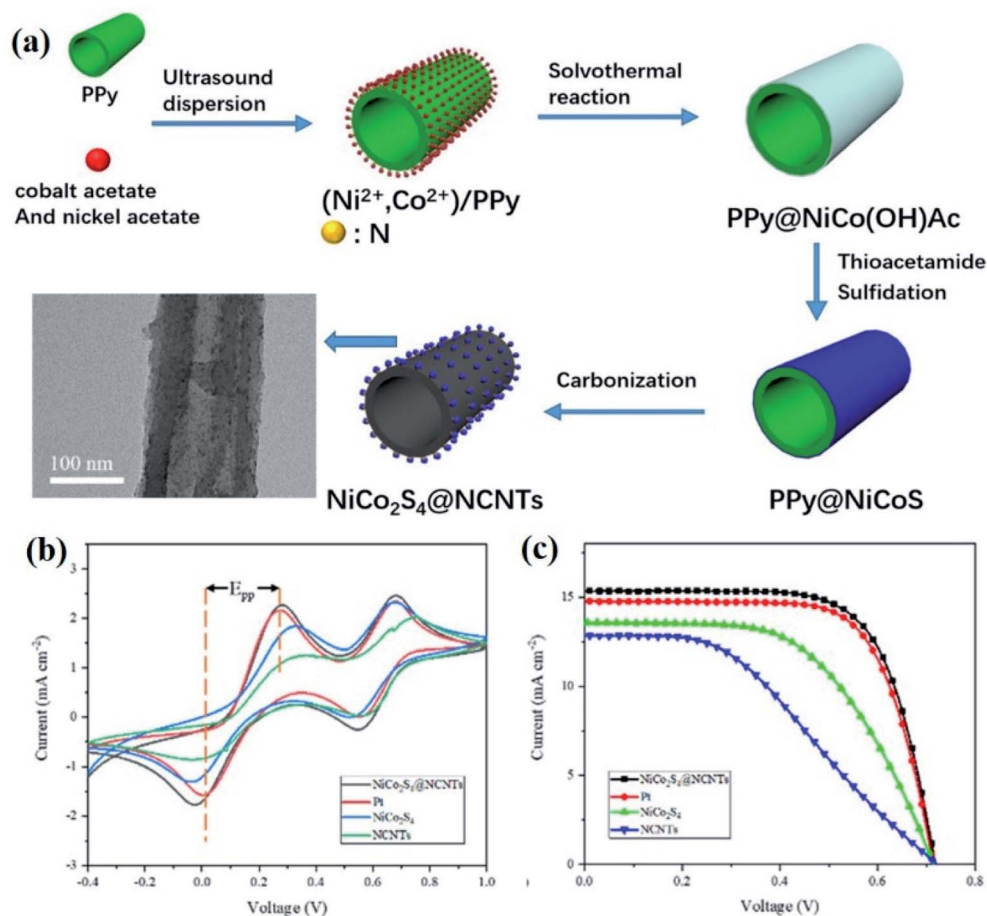 (a)
PPy
Ultrasound
dispersion
Solvothermal
reaction
cobalt acetate
And nickel acetate
(Ni²⁺,Co²⁺)/PPy
: N
PPy@NiCo(OH)Ac
Thioacetamide
Sulfidation
Carbonization
100 nm
NiCo₂S₄@NCNTs
PPy@NiCoS
(b)
Epp
3
2
1
0
-1
-2
-3
Current (mA cm⁻²)
NiCo₂S₄@NCNTs
Pt
NiCo₂S₄
NCNTs
-0.4
-0.2
0.0
0.2
0.4
0.6
0.8
1.0
Voltage (V)
(c)
15
10
5
0
Current (mA cm⁻²)
NiCo₂S₄@NCNTs
Pt
NiCo₂S₄
NCNTs
0.0
0.2
0.4
0.6
0.8
Voltage (V)